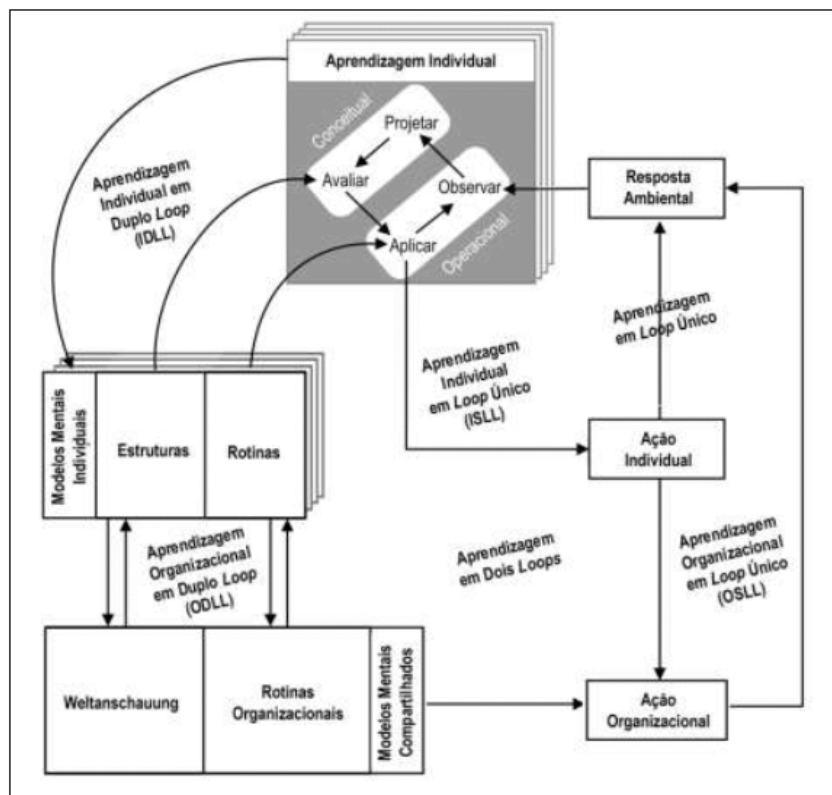 Aprendizagem Individual
Conceitual
Projetar
Avaliar
Observar
Aplicar
Operacional
Aprendizagem
Individual em
Duplo Loop
(IDLL)
Resposta
Ambiental
Aprendizagem
em Loop Único
Aprendizagem
Individual
em Loop Único
(ISLL)
Modelos Mentais
Individuais
Estruturas
Rotinas
Ação
Individual
Aprendizagem
Organizacional
em Duplo Loop
(ODLL)
Aprendizagem
em Dois Loops
Aprendizagem
Organizacional
em Loop Único
(OSLL)
Weltanschauung
Rotinas
Organizacionais
Modelos Mentais
Compartilhados
Ação
Organizacional